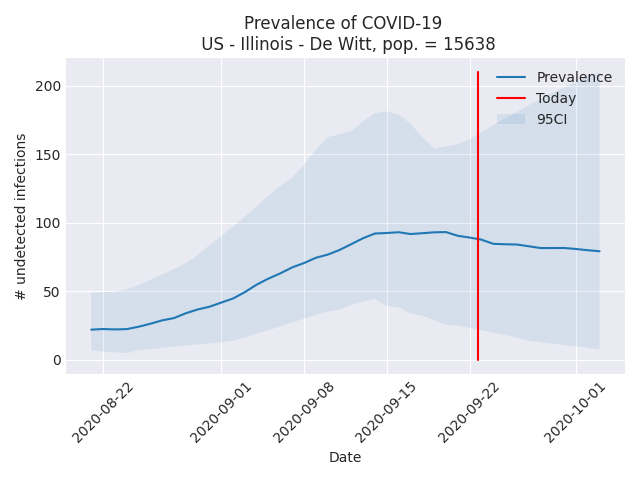 Prevalence of COVID-19
US - Illinois - De Witt, pop. = 15638
Prevalence
Today
95CI
# undetected infections
200
150
100
50
0
2020-08-22
2020-09-01
2020-09-08
2020-09-15
2020-09-22
2020-10-01
Date